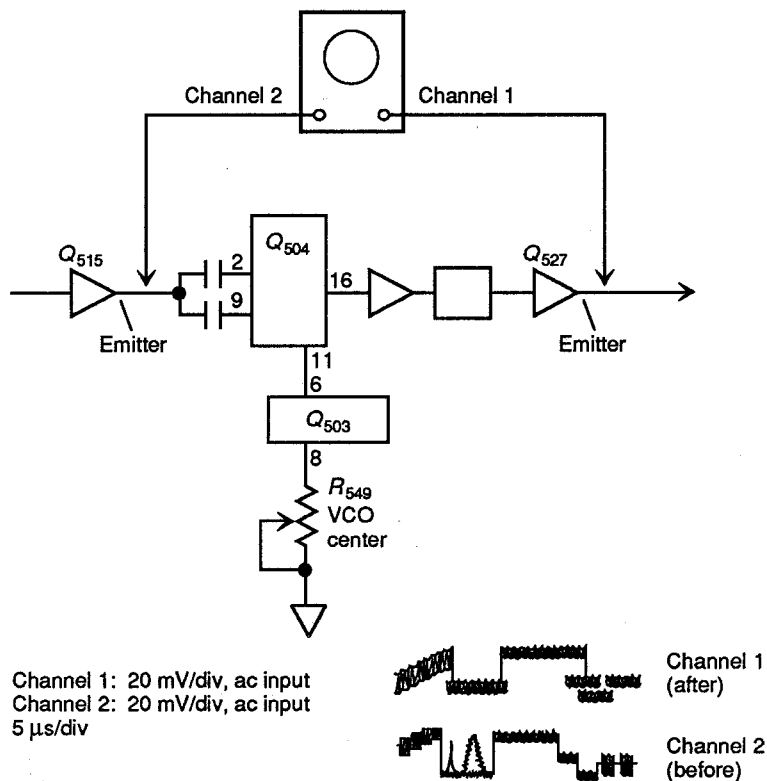 Channel 2
Channel 1
Q515
2
Q504
9
16
Q527
Emitter
Emitter
11
6
Q503
8
R549
VCO
center
Channel 1: 20 mV/div, ac input
Channel 2: 20 mV/div, ac input
5 μs/div
Channel 1
(after)
Channel 2
(before)